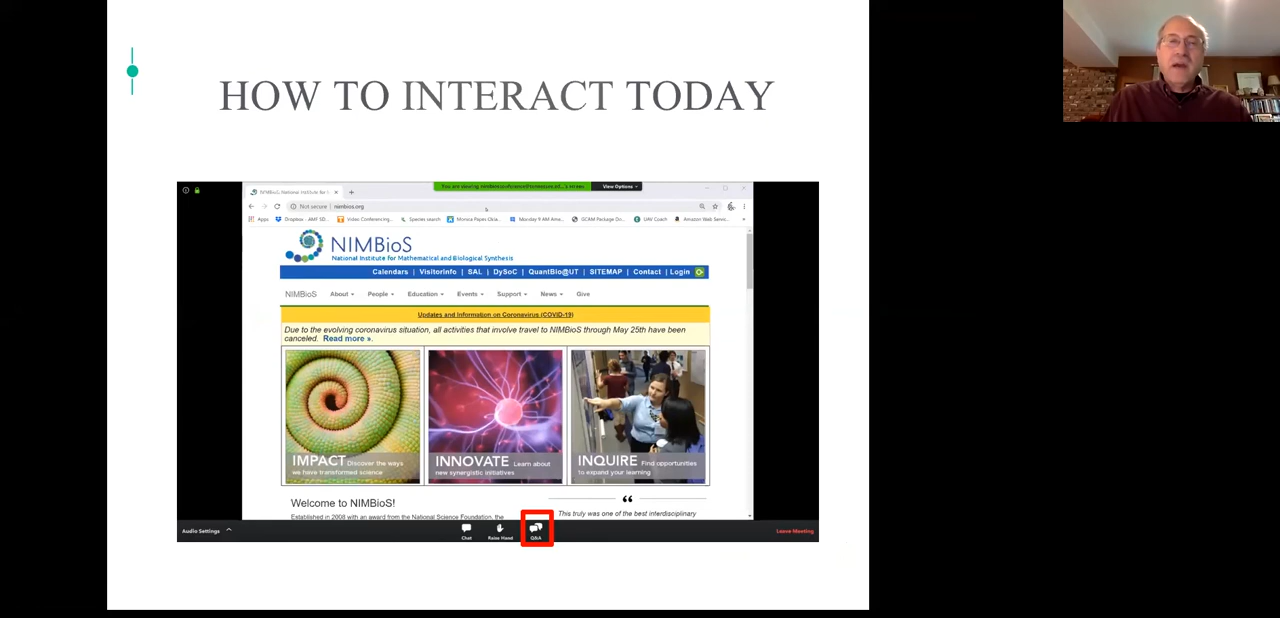 HOW TO INTERACT TODAY
View Options
Not secure | nimbios.org
Apps
Species search
UAV Coach
NIMBioS
National Institute for Mathematical and Biological Synthesis
Calendars | VisitorInfo | SAL | DySoC | QuantBio@UT | SITEMAP | Contact | Login
NIMBioS About People Education Events Support News Give
Updates and Information on Coronavirus (COVID-19)
Due to the evolving coronavirus situation, all activities that involve travel to NIMBioS through May 25th have been
canceled. Read more ».
IMPACT Discover the ways
we have transformed science
INNOVATE Learn about
new synergistic initiatives
INQUIRE Find opportunities
to expand your learning
Welcome to NIMBioS!
Established in 2008 with an award from the National Science Foundation, the
“
This truly was one of the best interdisciplinary
Audio Settings
Chat
Raise Hand
Q&A
Leave Meeting